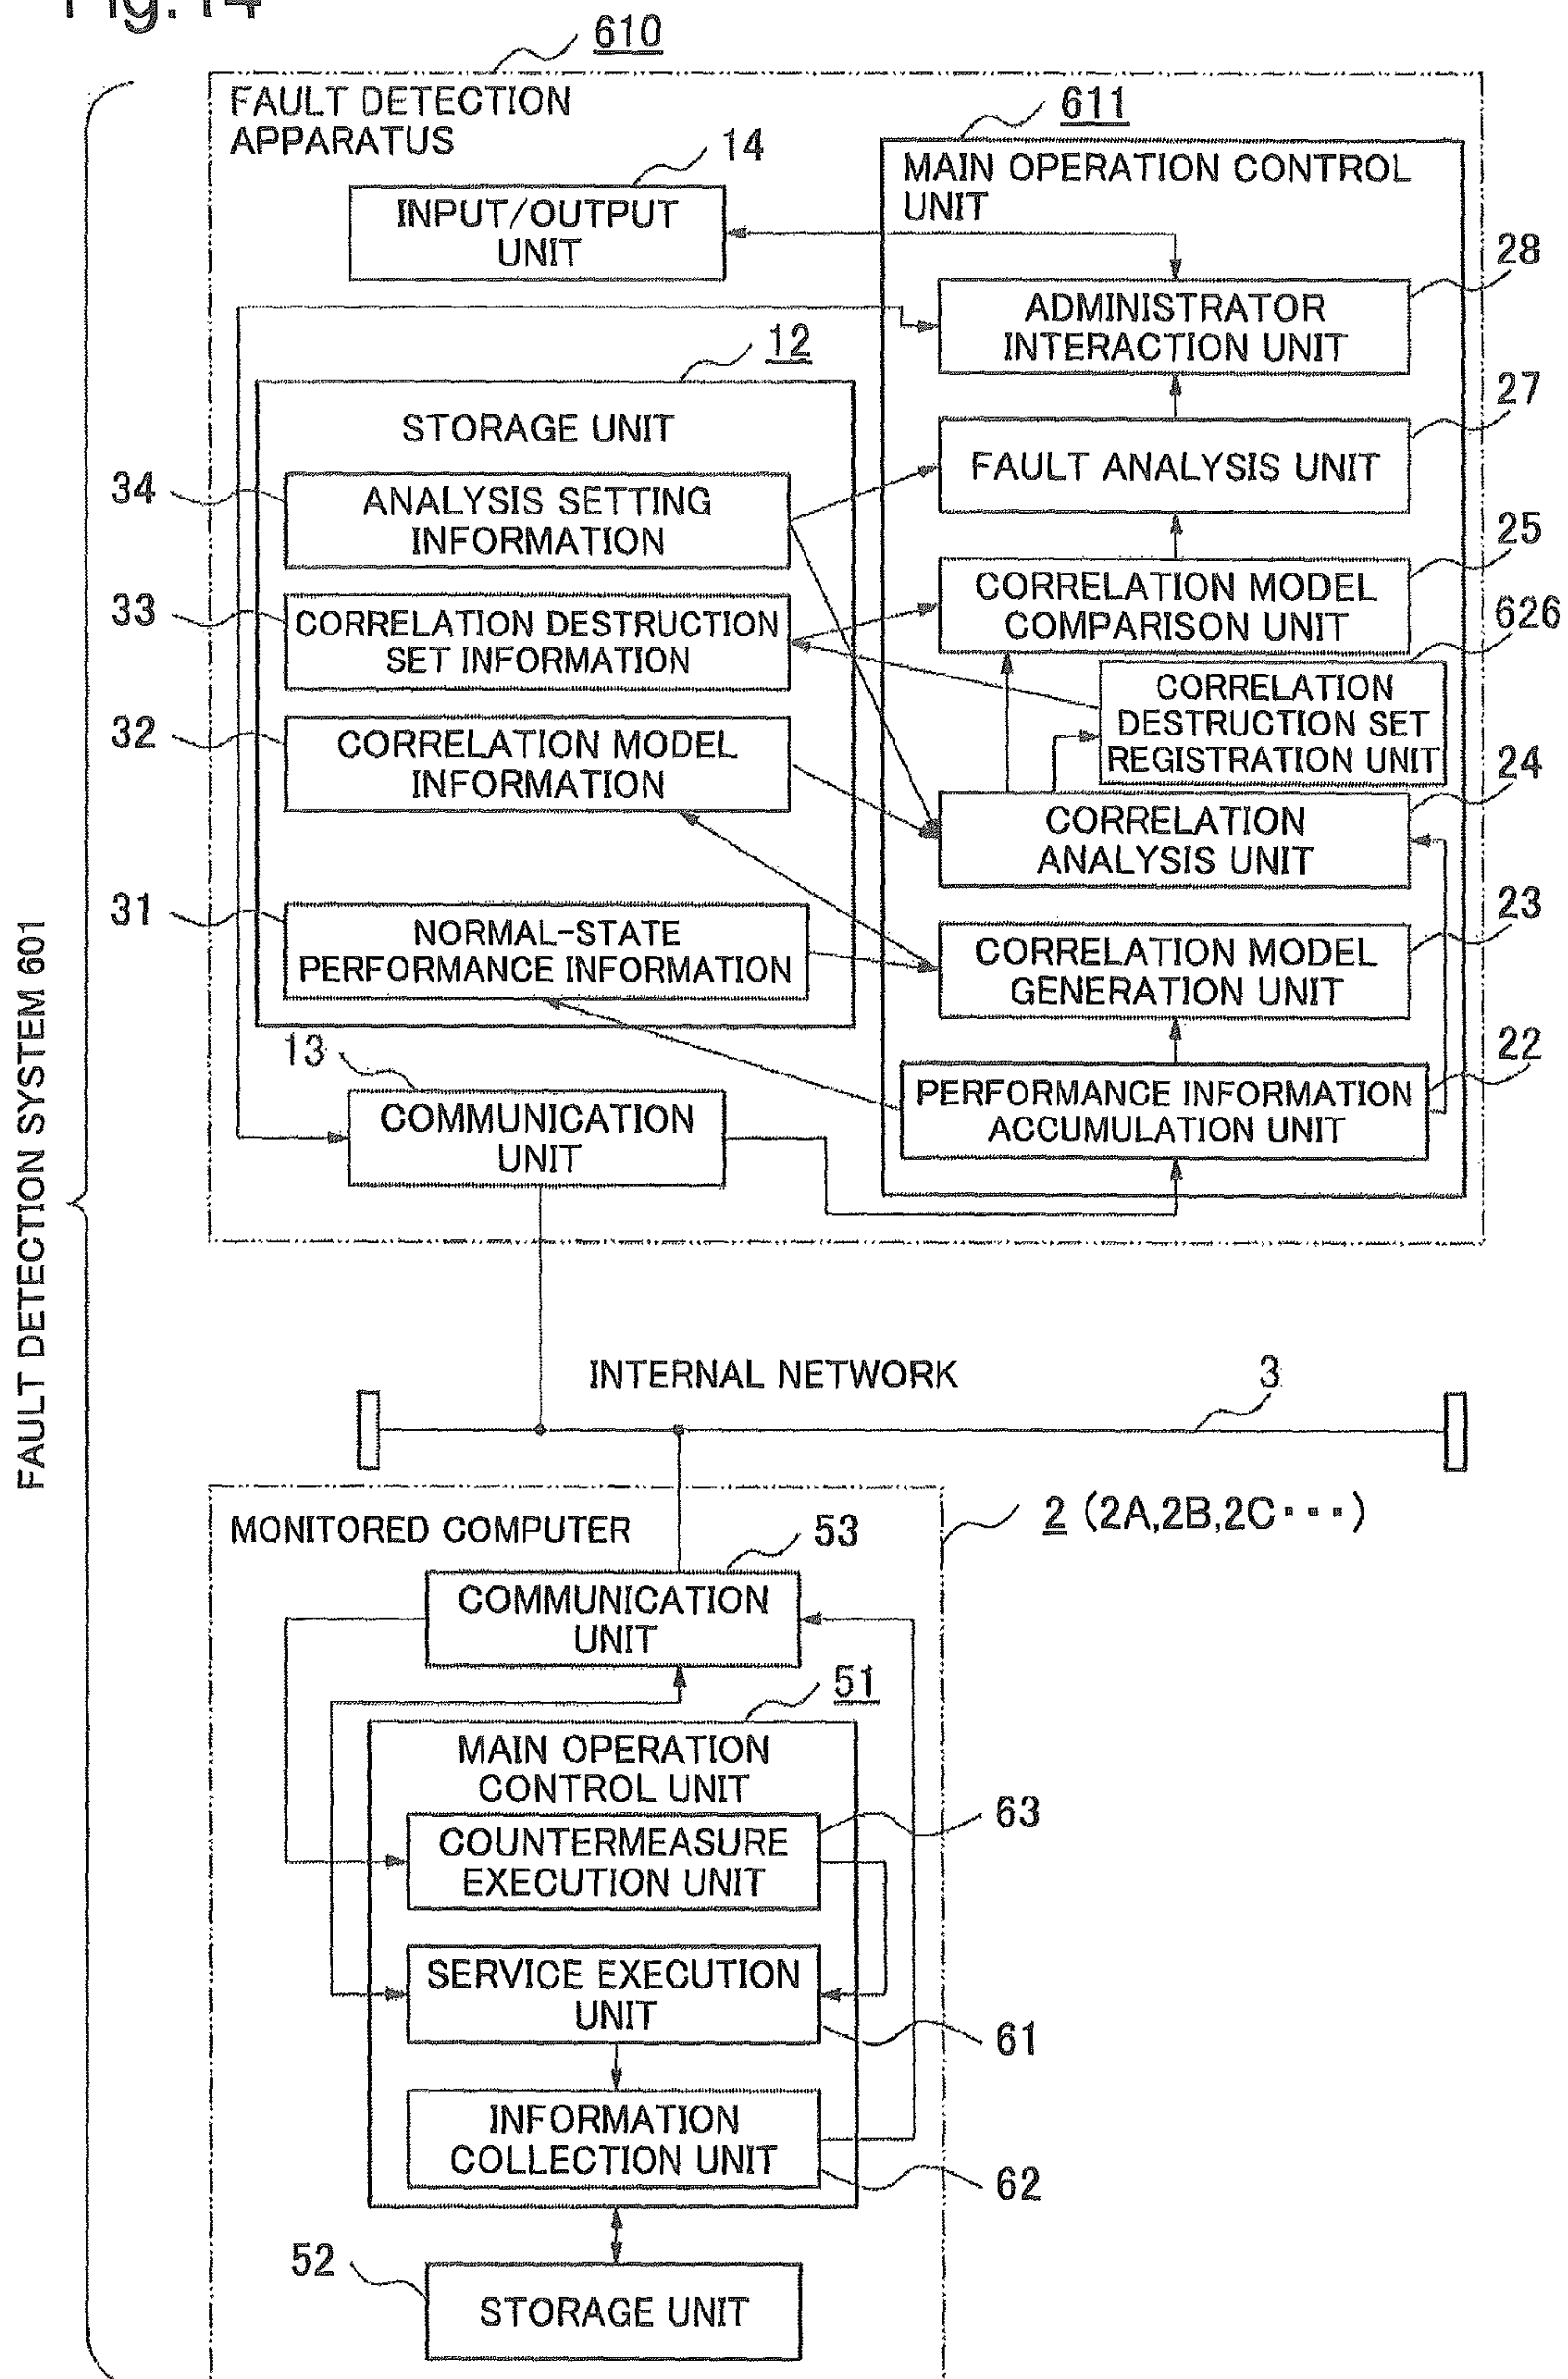 Fig.14
610
FAULT DETECTION
APPARATUS
611
14
INPUT/OUTPUT
UNIT
MAIN OPERATION CONTROL
UNIT
28
ADMINISTRATOR
INTERACTION UNIT
12
STORAGE UNIT
27
FAULT ANALYSIS UNIT
34
ANALYSIS SETTING
INFORMATION
25
CORRELATION MODEL
COMPARISON UNIT
33
CORRELATION DESTRUCTION
SET INFORMATION
626
CORRELATION
DESTRUCTION SET
REGISTRATION UNIT
32
CORRELATION MODEL
INFORMATION
24
CORRELATION
ANALYSIS UNIT
31
NORMAL-STATE
PERFORMANCE INFORMATION
23
CORRELATION MODEL
GENERATION UNIT
13
COMMUNICATION
UNIT
22
PERFORMANCE INFORMATION
ACCUMULATION UNIT
FAULT DETECTION SYSTEM 601
INTERNAL NETWORK
3
MONITORED COMPUTER
2 (2A,2B,2C･･･)
53
COMMUNICATION
UNIT
51
MAIN OPERATION
CONTROL UNIT
63
COUNTERMEASURE
EXECUTION UNIT
SERVICE EXECUTION
UNIT
61
INFORMATION
COLLECTION UNIT
62
52
STORAGE UNIT